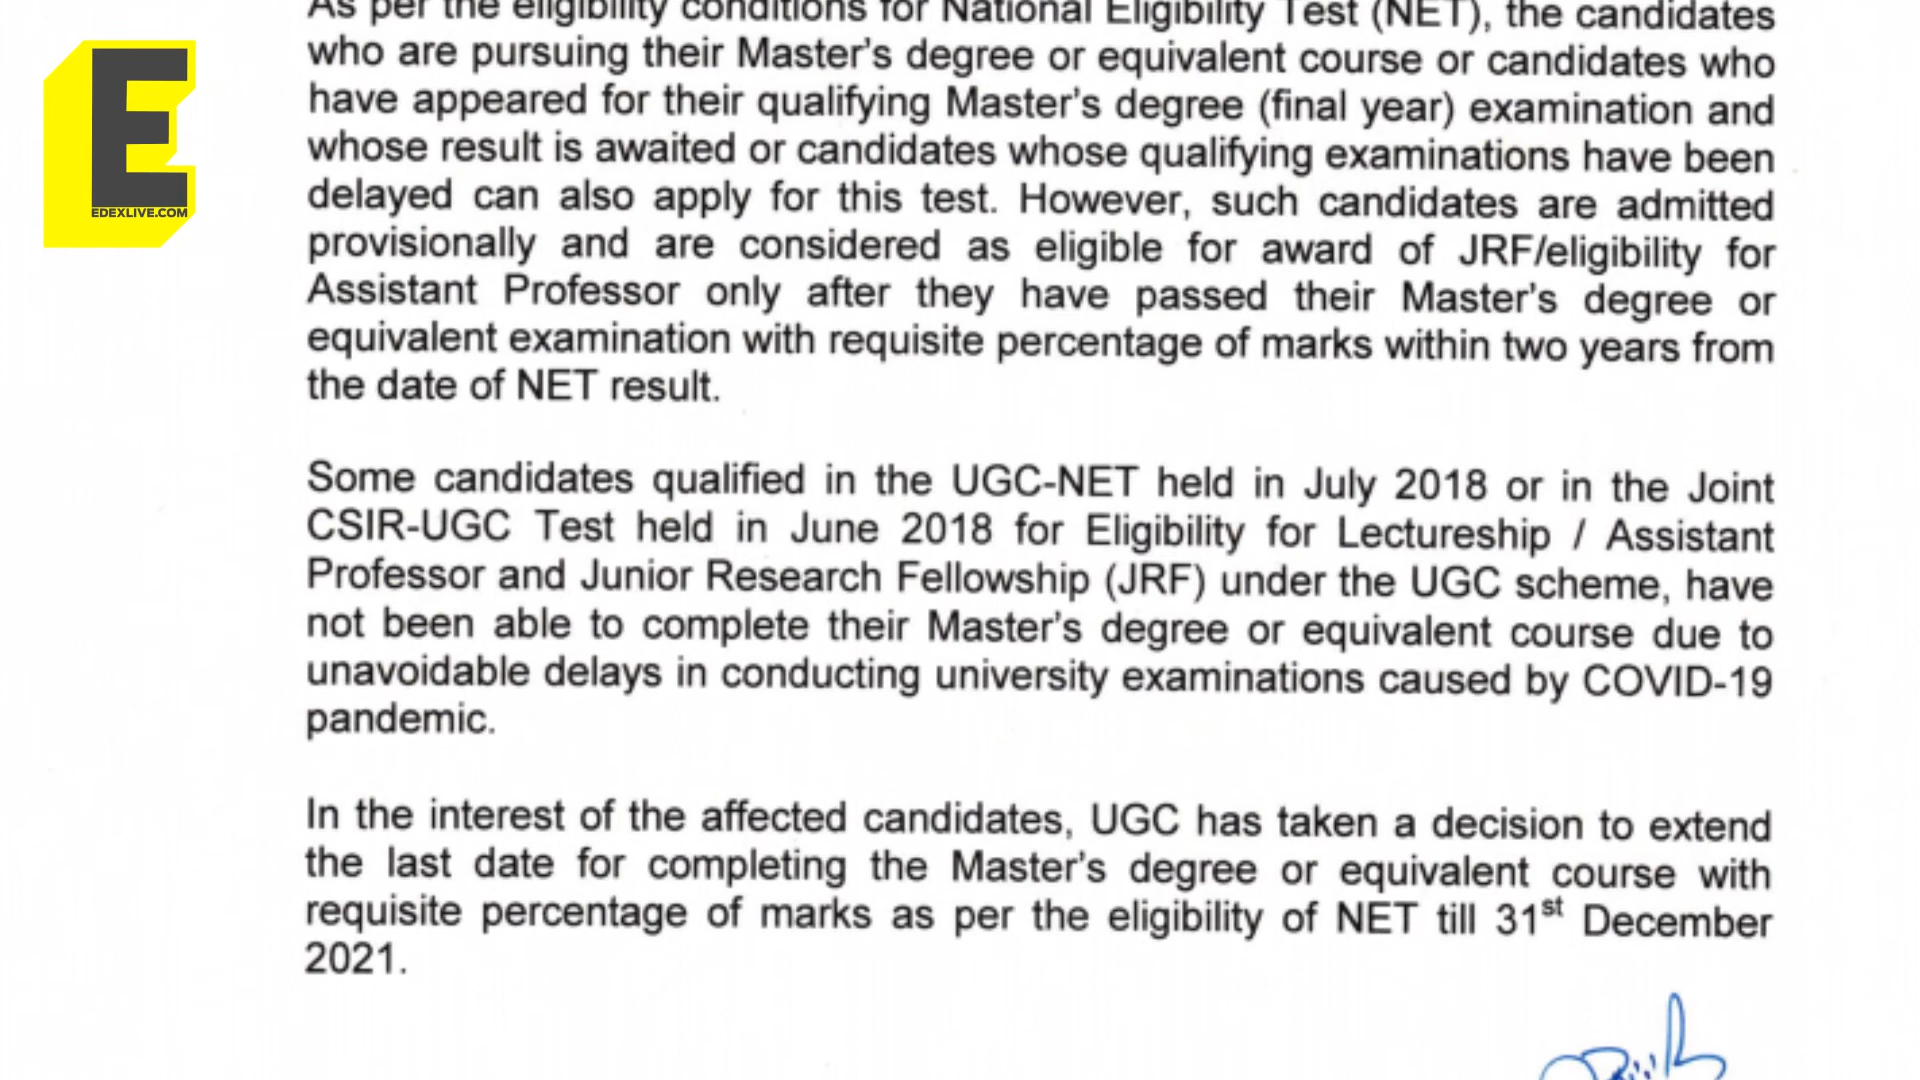 As per the eligibility conditions for National Eligibility Test (NET), the candidates
who are pursuing their Master's degree or equivalent course or candidates who
have appeared for their qualifying Master's degree (final year) examination and
whose result is awaited or candidates whose qualifying examinations have been
delayed can also apply for this test. However, such candidates are admitted
provisionally and are considered as eligible for award of JRF/eligibility for
Assistant Professor only after they have passed their Master's degree or
equivalent examination with requisite percentage of marks within two years from
the date of NET result.
Some candidates qualified in the UGC-NET held in July 2018 or in the Joint
CSIR-UGC Test held in June 2018 for Eligibility for Lectureship / Assistant
Professor and Junior Research Fellowship (JRF) under the UGC scheme, have
not been able to complete their Master's degree or equivalent course due to
unavoidable delays in conducting university examinations caused by COVID-19
pandemic.
In the interest of the affected candidates, UGC has taken a decision to extend
the last date for completing the Master's degree or equivalent course with
requisite percentage of marks as per the eligibility of NET till 31st December
2021.
E
EDEXLIVE.COM